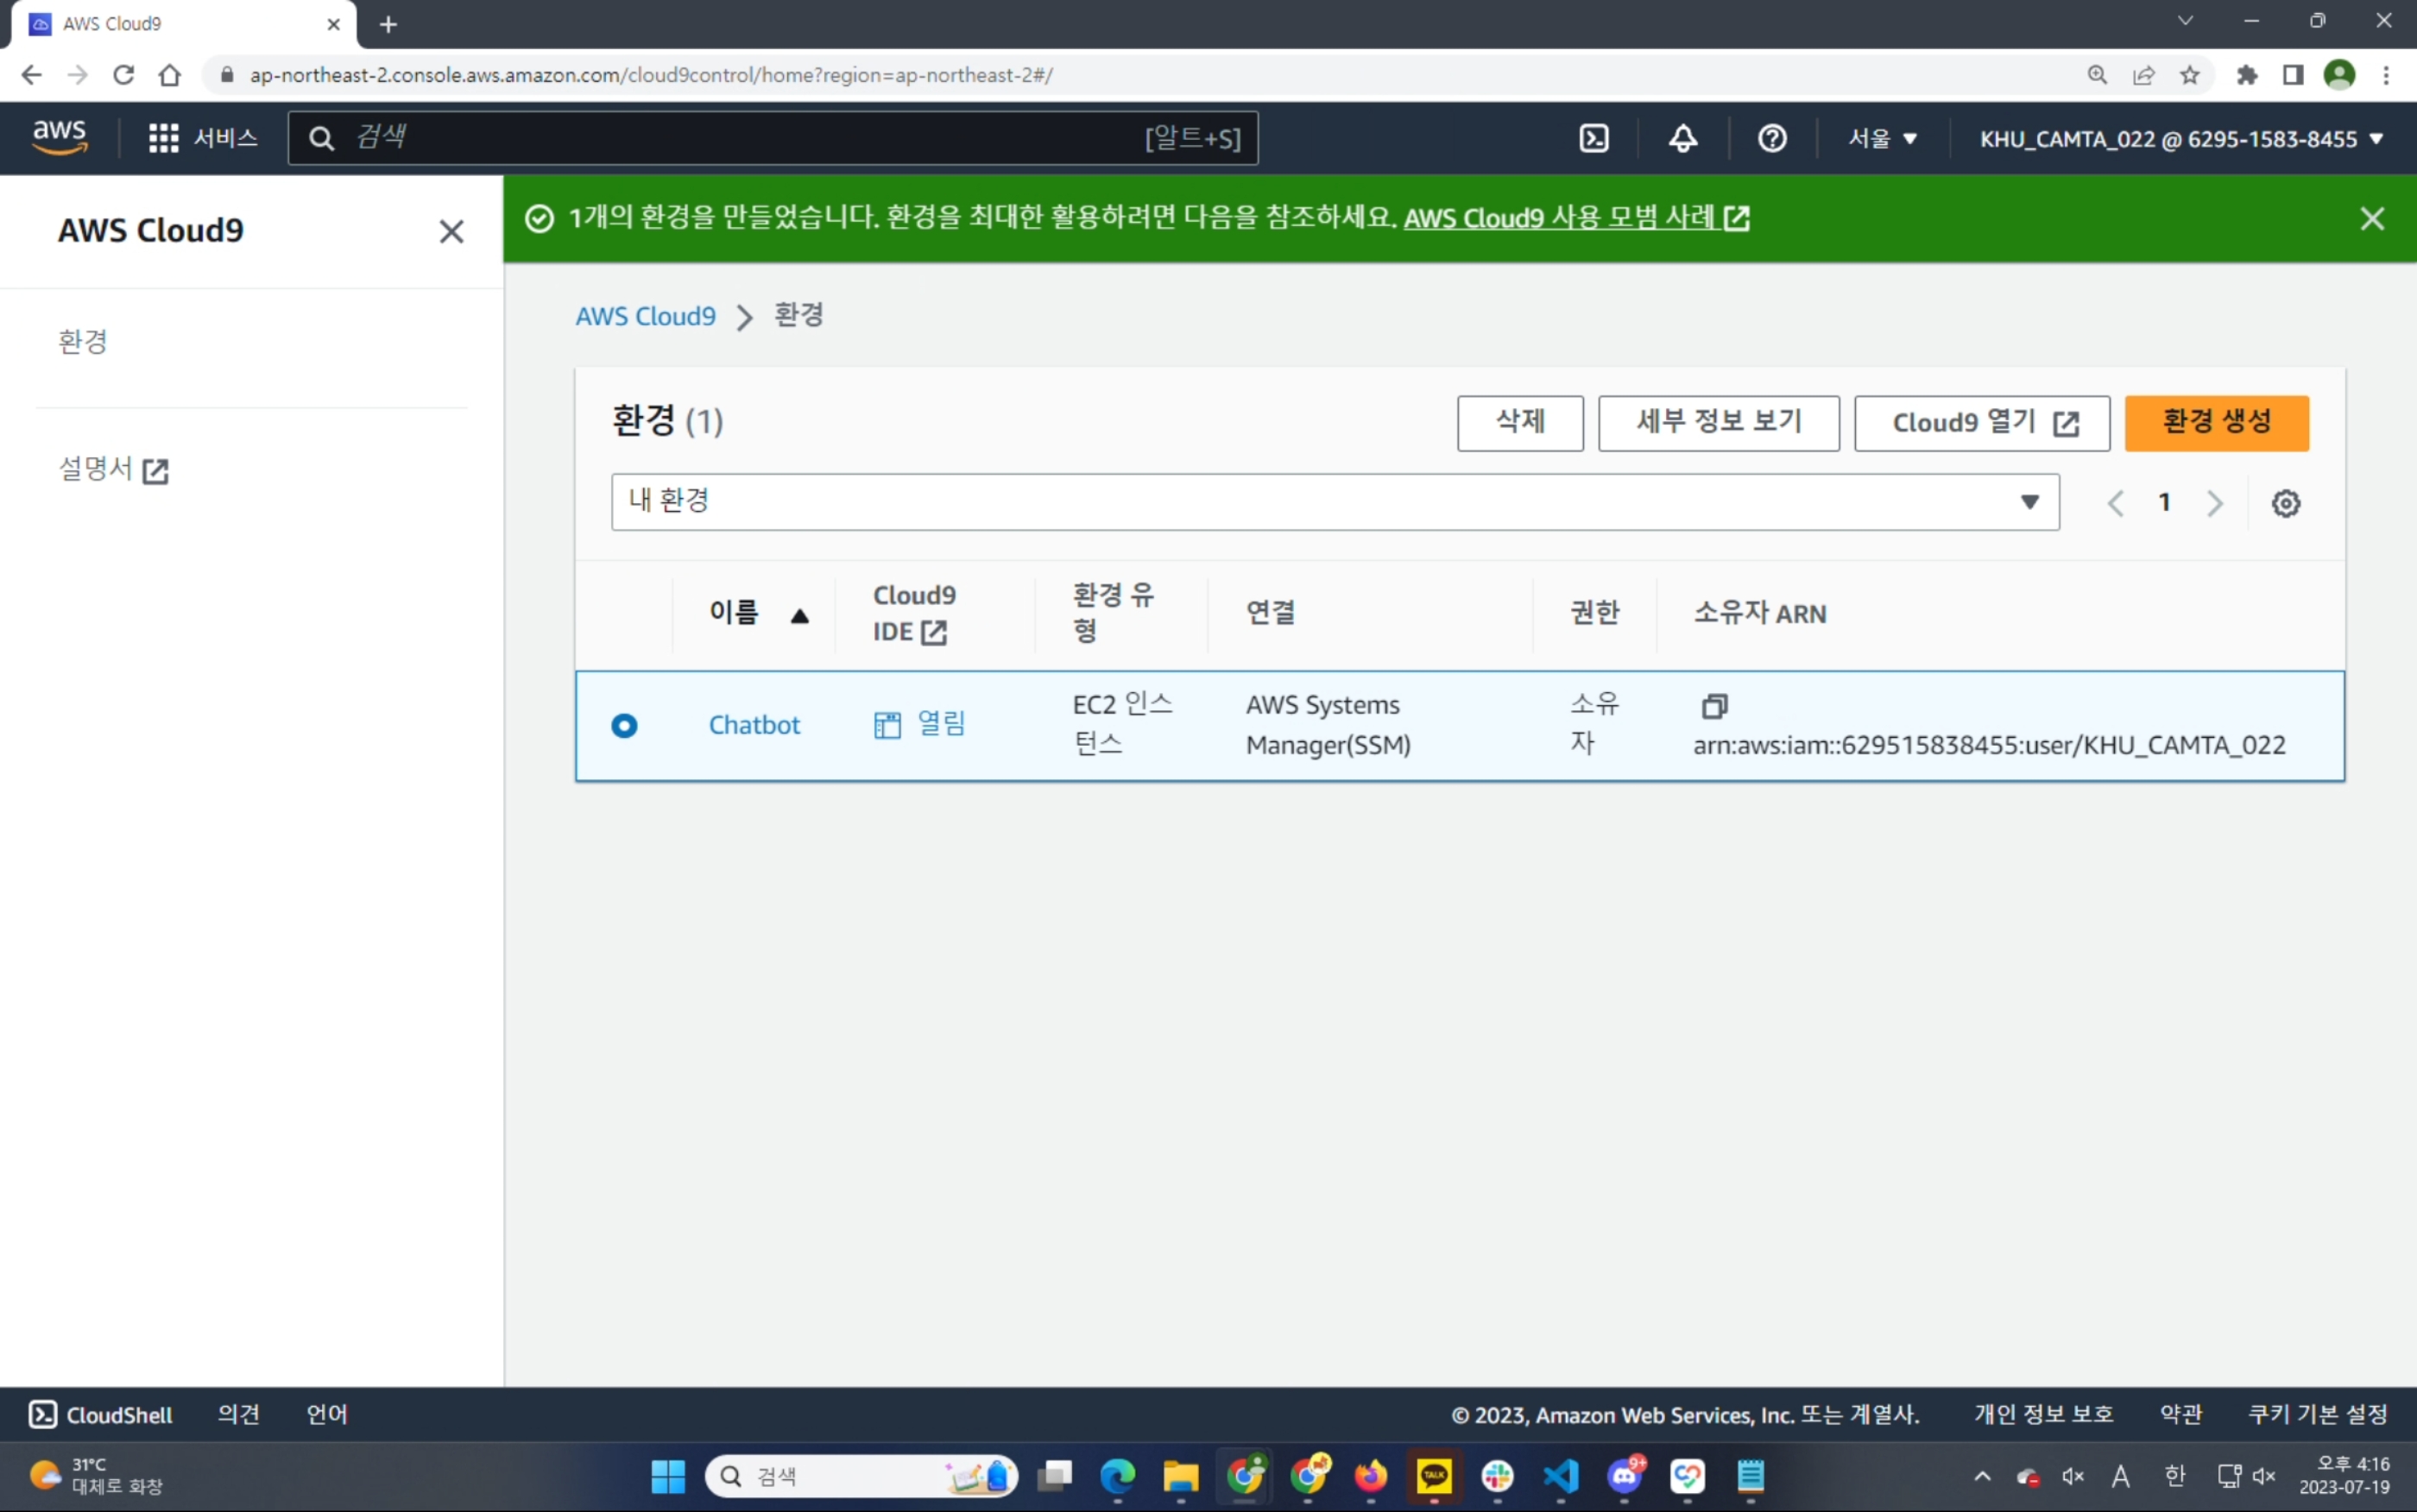 AWS Cloud9
ap-northeast-2.console.aws.amazon.com/cloud9control/home?region=ap-northeast-2#/
aws
서비스
검색
[알트+S]
서울
KHU_CAMTA_022 @ 6295-1583-8455
AWS Cloud9
환경
설명서
1개의 환경을 만들었습니다. 환경을 최대한 활용하려면 다음을 참조하세요. AWS Cloud9 사용 모범 사례
AWS Cloud9
환경
환경 (1)
삭제
세부 정보 보기
Cloud9 열기
환경 생성
내 환경
1
이름
Cloud9
IDE
환경 유
형
연결
권한
소유자 ARN
Chatbot
열림
EC2 인스
턴스
AWS Systems
Manager(SSM)
소유
자
arn:aws:iam::629515838455:user/KHU_CAMTA_022
CloudShell
의견
언어
© 2023, Amazon Web Services, Inc. 또는 계열사.
개인 정보 보호
약관
쿠키 기본 설정
31°C
대체로 화창
검색
TALK
9+
A
한
오후 4:16
2023-07-19